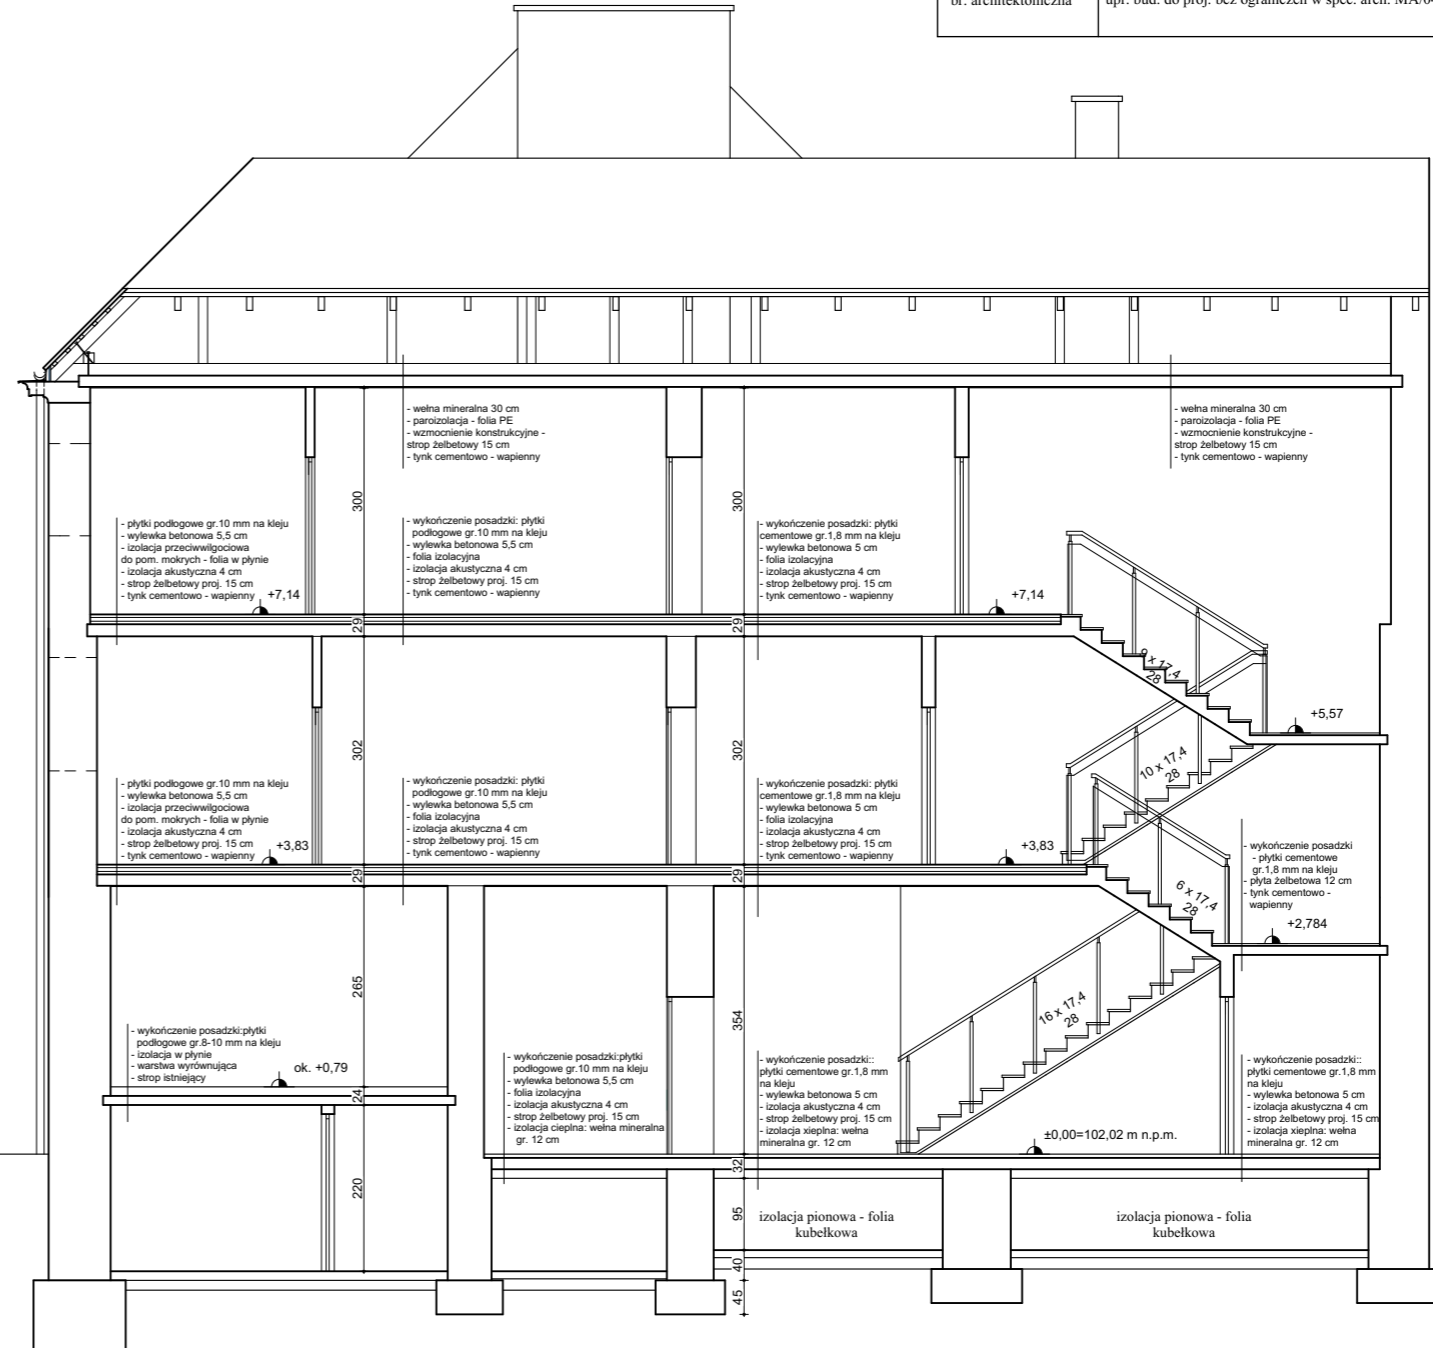 br. architektoniczna
upr. bud. do proj. bez ograniczeń w spec. arch.
- wełna mineralna 30 cm
- paroizolacja - folia PE
- wzmocnienie konstrukcyjne -
strop żelbetowy 15 cm
- tynk cementowo - wapienny
- wełna mineralna 30 cm
- paroizolacja - folia PE
- wzmocnienie konstrukcyjne -
strop żelbetowy 15 cm
- tynk cementowo - wapienny
300
300
- płytki podłogowe gr.10 mm na kleju
- wylewka betonowa 5,5 cm
- izolacja przeciwwilgociowa
do pom. mokrych - folia w płynie
- izolacja akustyczna 4 cm
- strop żelbetowy proj. 15 cm
- tynk cementowo - wapienny
+7,14
- wykończenie posadzki: płytki
podłogowe gr.10 mm na kleju
- wylewka betonowa 5,5 cm
- folia izolacyjna
- izolacja akustyczna 4 cm
- strop żelbetowy proj. 15 cm
- tynk cementowo - wapienny
- wykończenie posadzki: płytki
cementowe gr.1,8 mm na kleju
- wylewka betonowa 5 cm
- folia izolacyjna
- izolacja akustyczna 4 cm
- strop żelbetowy proj. 15 cm
- tynk cementowo - wapienny
+7,14
29
29
9 x 17,4
28
+5,57
302
302
10 x 17,4
28
- płytki podłogowe gr.10 mm na kleju
- wylewka betonowa 5,5 cm
- izolacja przeciwwilgociowa
do pom. mokrych - folia w płynie
- izolacja akustyczna 4 cm
- strop żelbetowy proj. 15 cm
- tynk cementowo - wapienny
+3,83
- wykończenie posadzki: płytki
podłogowe gr.10 mm na kleju
- wylewka betonowa 5,5 cm
- folia izolacyjna
- izolacja akustyczna 4 cm
- strop żelbetowy proj. 15 cm
- tynk cementowo - wapienny
- wykończenie posadzki: płytki
cementowe gr.1,8 mm na kleju
- wylewka betonowa 5 cm
- folia izolacyjna
- izolacja akustyczna 4 cm
- strop żelbetowy proj. 15 cm
- tynk cementowo - wapienny
+3,83
29
29
- wykończenie posadzki
- płytki cementowe
gr.1,8 mm na kleju
- płyta żelbetowa 12 cm
- tynk cementowo -
wapienny
6 x 17,4
28
+2,784
265
354
16 x 17,4
28
- wykończenie posadzki:płytki
podłogowe gr.8-10 mm na kleju
- izolacja w płynie
- warstwa wyrównująca
- strop istniejący
ok. +0,79
24
- wykończenie posadzki:płytki
podłogowe gr.10 mm na kleju
- wylewka betonowa 5,5 cm
- folia izolacyjna
- izolacja akustyczna 4 cm
- strop żelbetowy proj. 15 cm
- izolacja cieplna: wełna mineralna
gr. 12 cm
- wykończenie posadzki::
płytki cementowe gr.1,8 mm
na kleju
- wylewka betonowa 5 cm
- izolacja akustyczna 4 cm
- strop żelbetowy proj. 15 cm
- izolacja xieplna: wełna
mineralna gr. 12 cm
±0,00=102,02 m n.p.m.
- wykończenie posadzki::
płytki cementowe gr.1,8 mm
na kleju
- wylewka betonowa 5 cm
- izolacja akustyczna 4 cm
- strop żelbetowy proj. 15 cm
- izolacja xieplna: wełna
mineralna gr. 12 cm
32
220
95
izolacja pionowa - folia
kubełkowa
izolacja pionowa - folia
kubełkowa
40
45